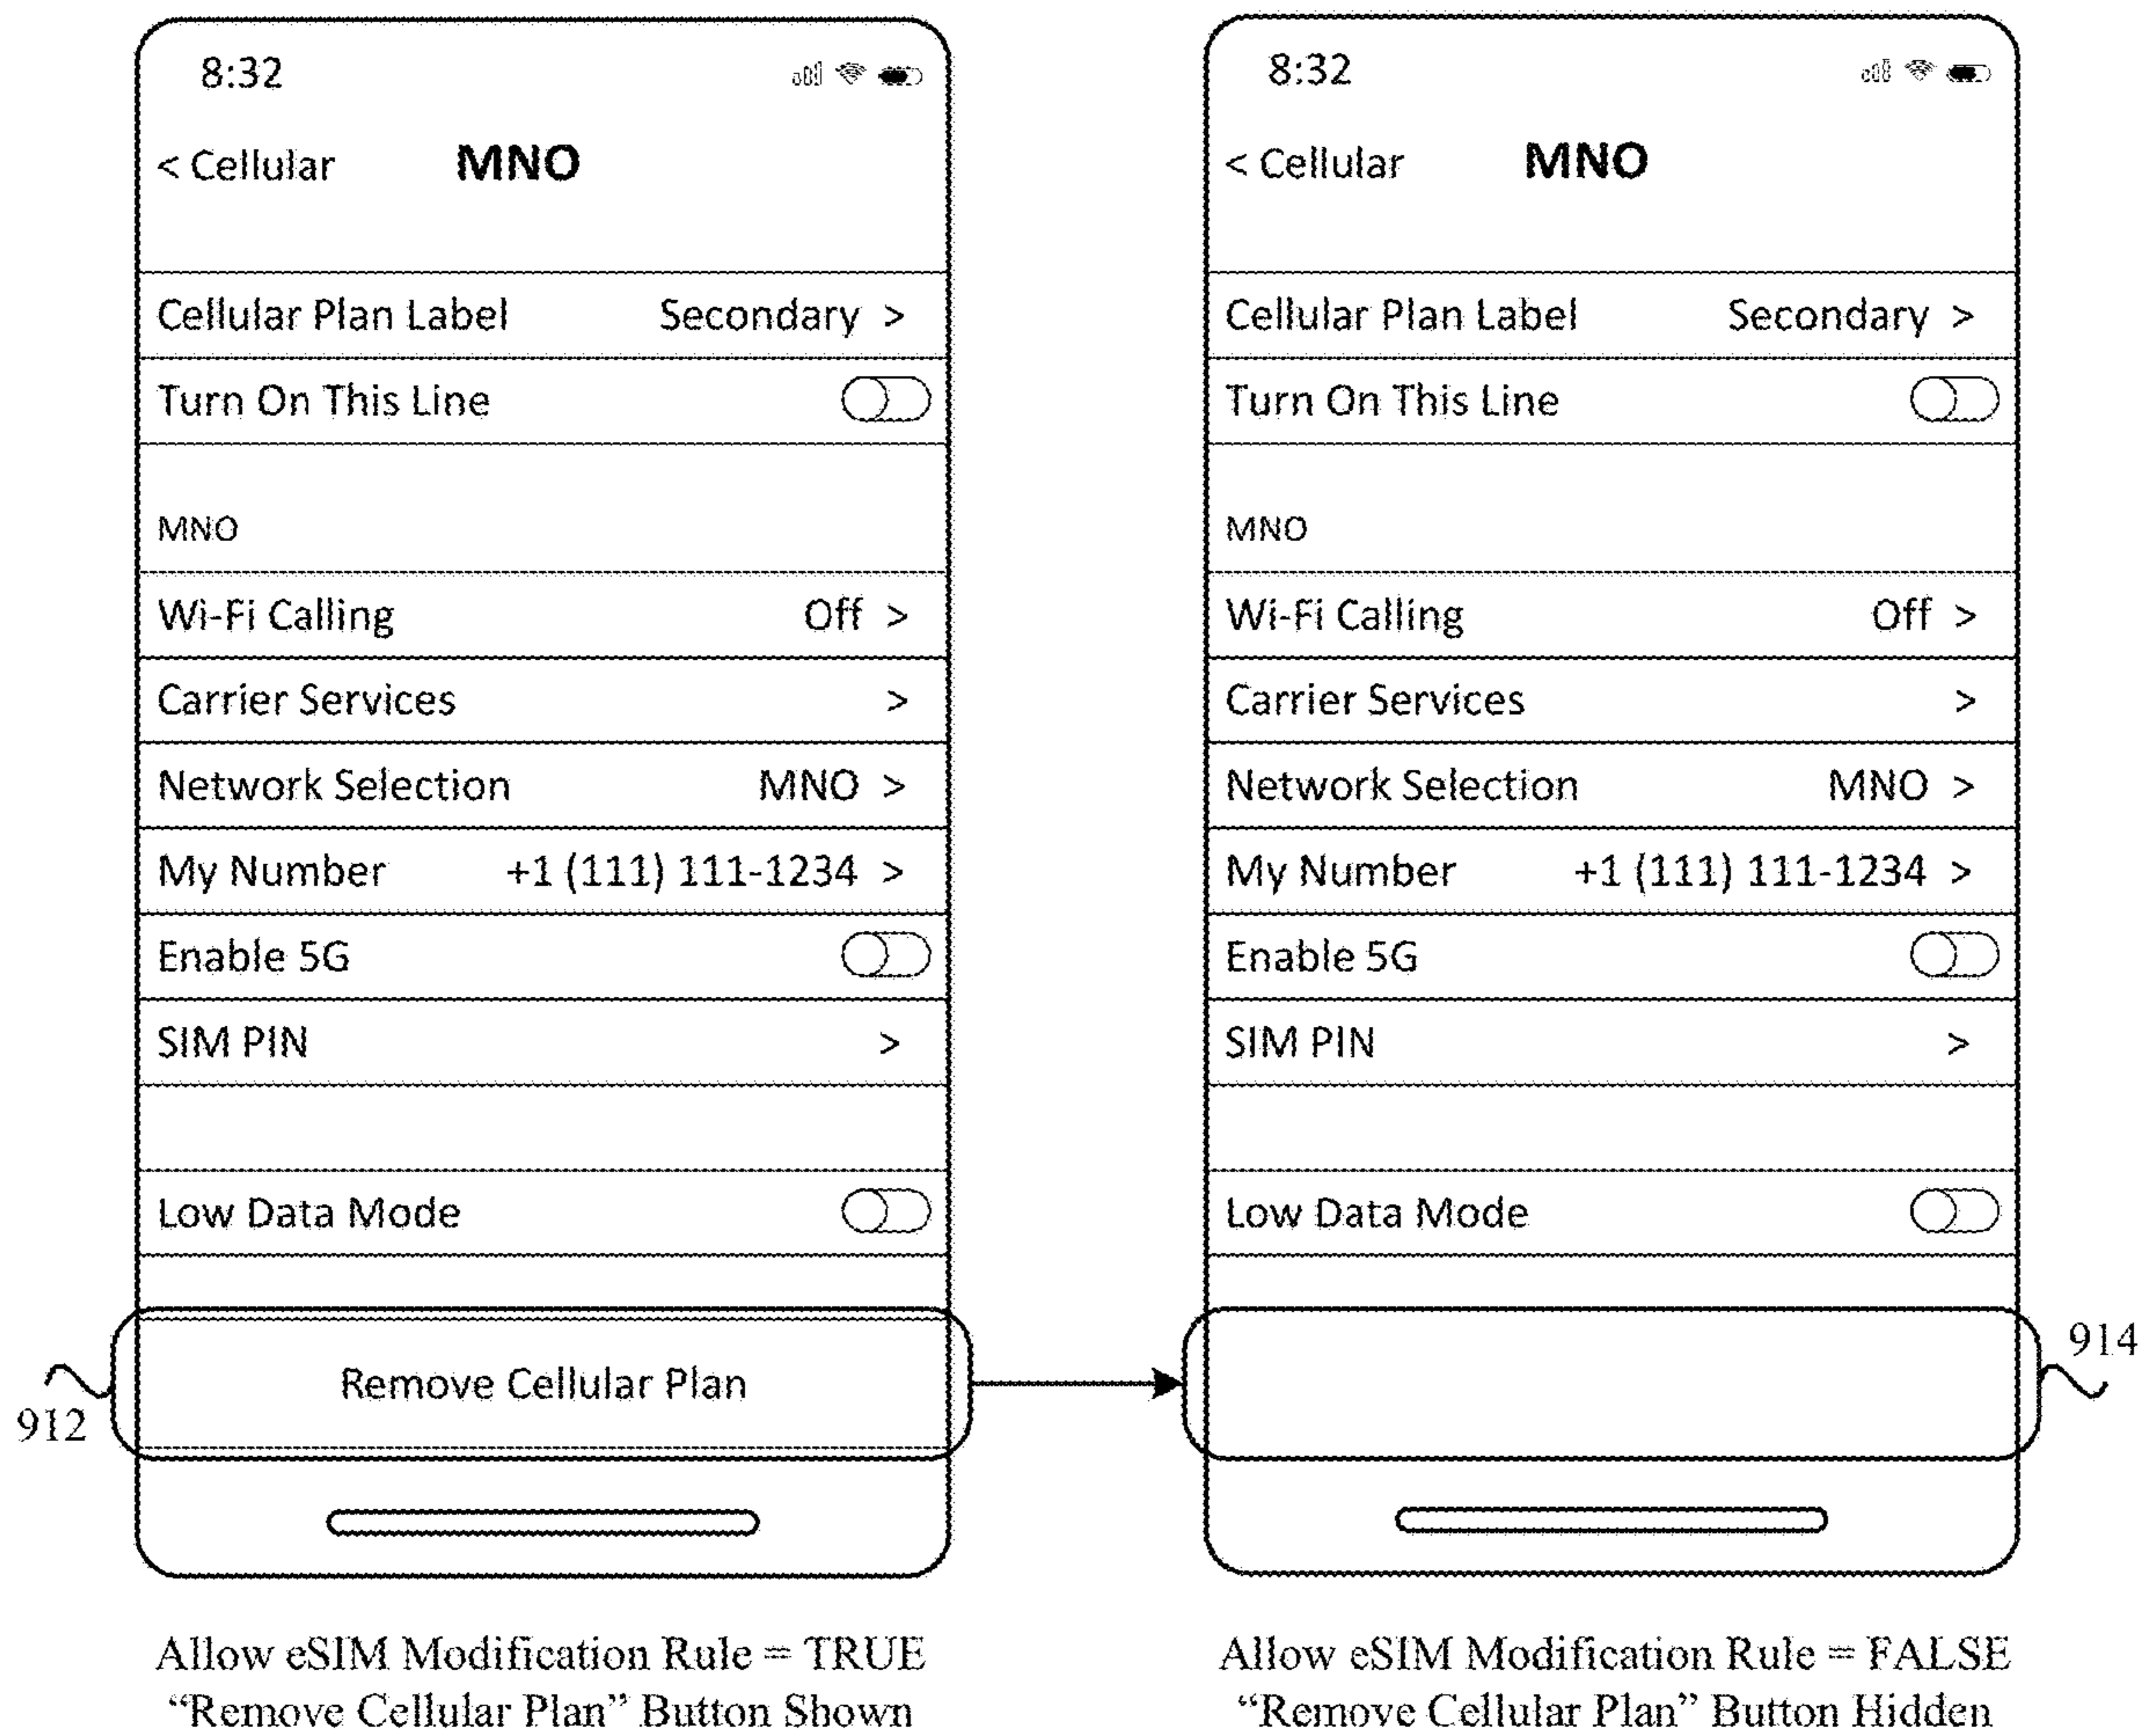 8:32
< Cellular MNO
Cellular Plan Label Secondary >
Turn On This Line
MNO
Wi-Fi Calling Off >
Carrier Services >
Network Selection MNO >
My Number +1 (111) 111-1234 >
Enable 5G
SIM PIN >
Low Data Mode
Remove Cellular Plan
912
Allow eSIM Modification Rule = TRUE
“Remove Cellular Plan” Button Shown
8:32
< Cellular MNO
Cellular Plan Label Secondary >
Turn On This Line
MNO
Wi-Fi Calling Off >
Carrier Services >
Network Selection MNO >
My Number +1 (111) 111-1234 >
Enable 5G
SIM PIN >
Low Data Mode
914
Allow eSIM Modification Rule = FALSE
“Remove Cellular Plan” Button Hidden